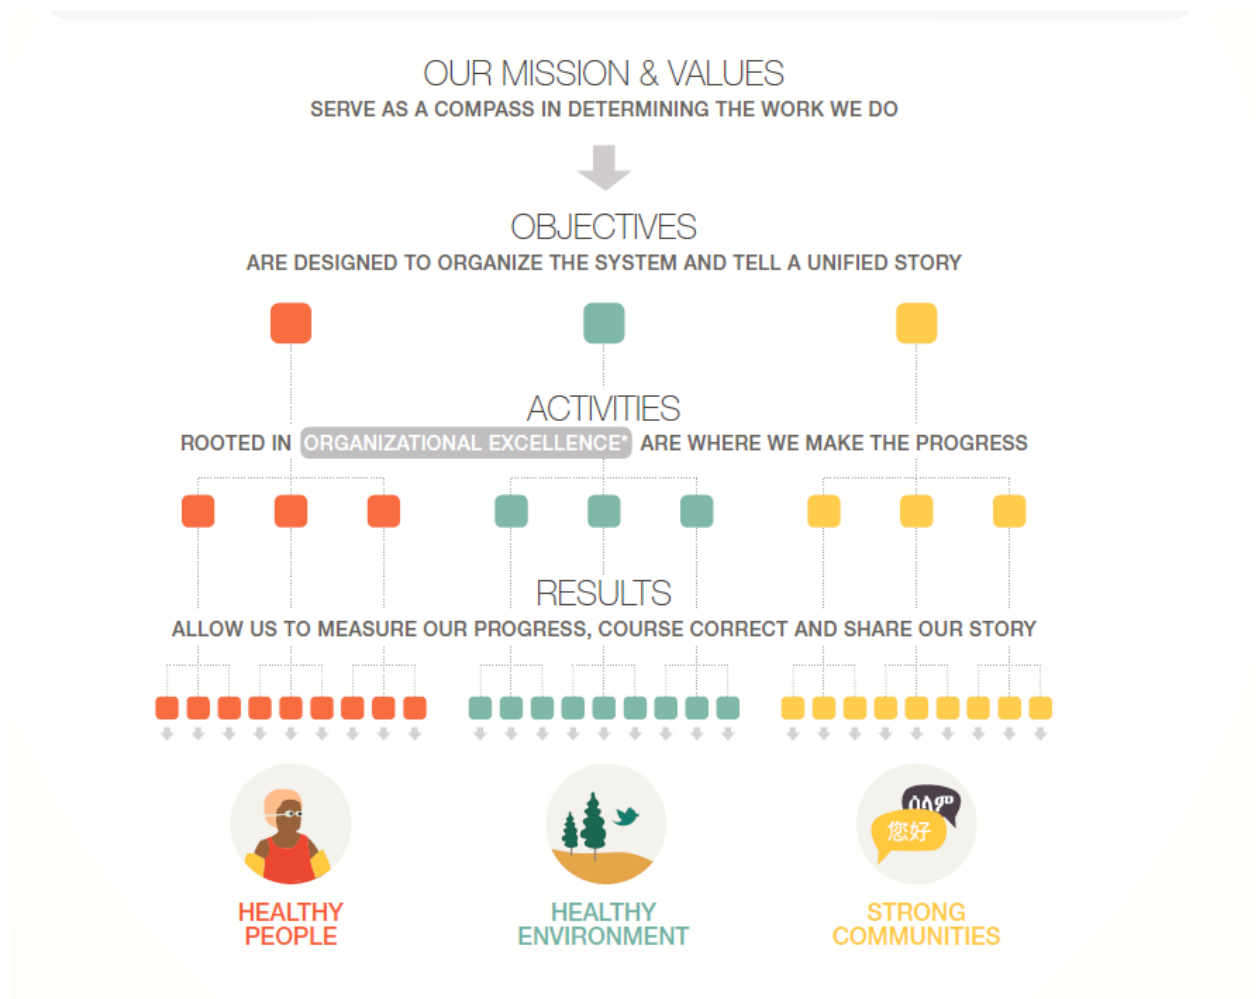 OUR MISSION & VALUES
SERVE AS A COMPASS IN DETERMINING THE WORK WE DO
OBJECTIVES
ARE DESIGNED TO ORGANIZE THE SYSTEM AND TELL A UNIFIED STORY
ACTIVITIES
ROOTED IN ORGANIZATIONAL EXCELLENCE* ARE WHERE WE MAKE THE PROGRESS
RESULTS
ALLOW US TO MEASURE OUR PROGRESS, COURSE CORRECT AND SHARE OUR STORY
ሰላም
您好
HEALTHY
PEOPLE
HEALTHY
ENVIRONMENT
STRONG
COMMUNITIES